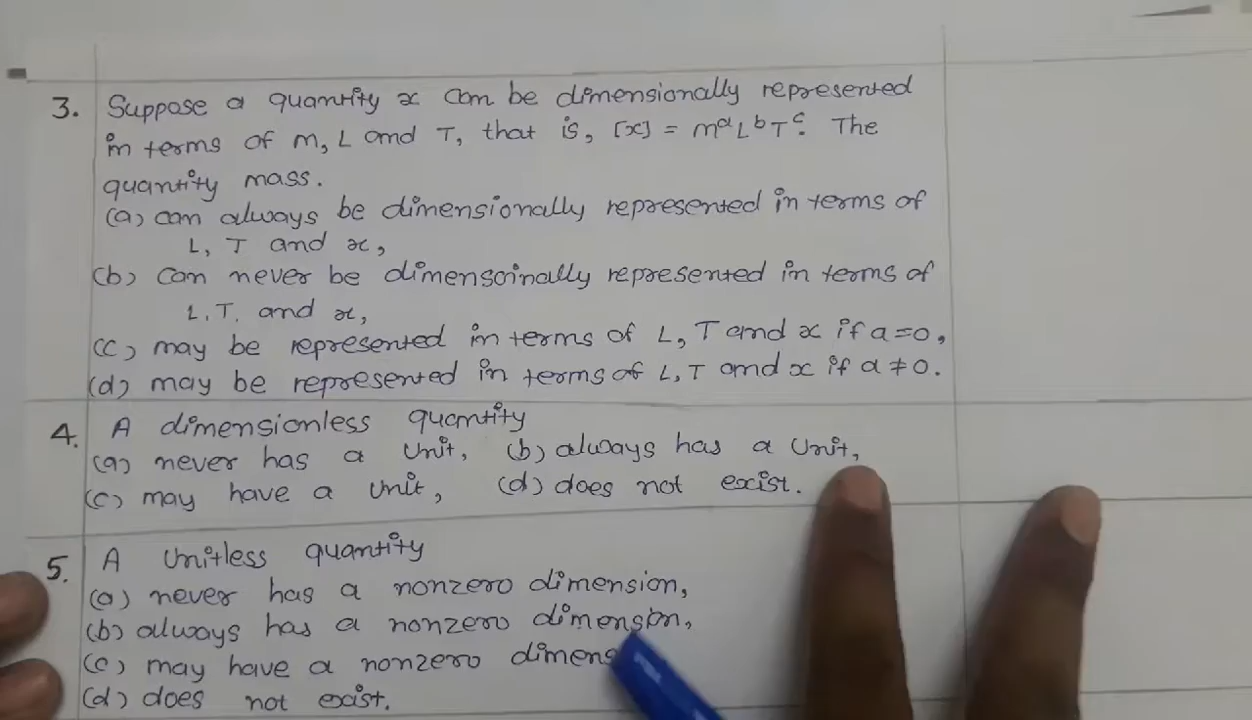 3. Suppose a quantity x can be dimensionally represented
in terms of M, L and T, that is, [x] = MᵃLᵇTᶜ. The
quantity mass.
(a) can always be dimensionally represented in terms of
L, T and x,
(b) can never be dimensoinally represented in terms of
L.T. and x,
(c) may be represented in terms of L, T and x if a=0,
(d) may be represented in terms of L, T and x if a≠0.
4. A dimensionless quantity
(a) never has a Unit, (b) always has a Unit,
(c) may have a Unit, (d) does not exist.
5. A Unitless quantity
(a) never has a nonzero dimension,
(b) always has a nonzero dimension,
(c) may have a nonzero dimens
(d) does not exist.